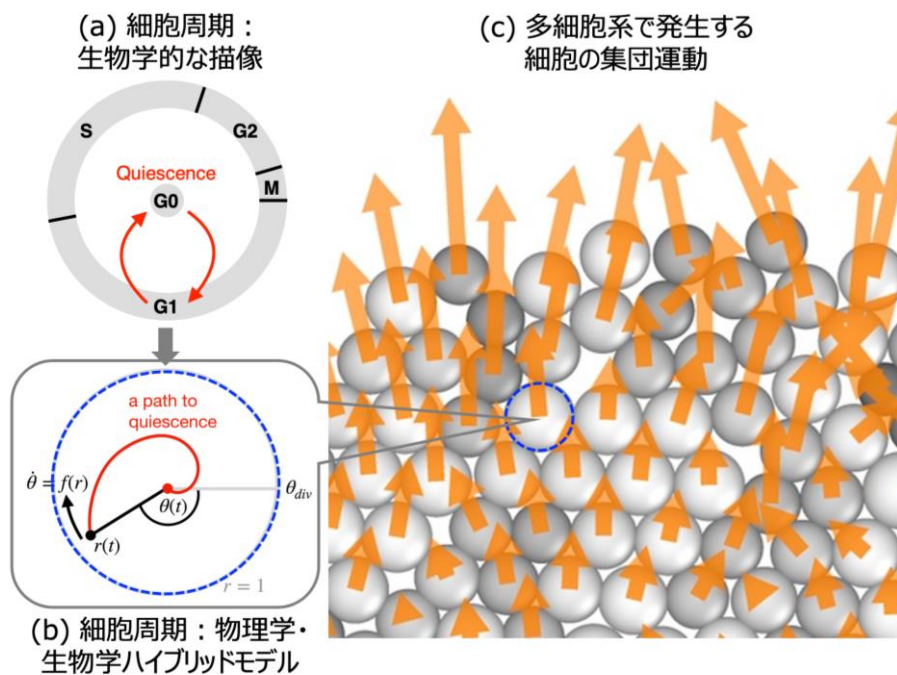 (a) 細胞周期：
生物学的な描像
S
G2
M
Quiescence
G0
G1
a path to
quiescence
θ̇ = f(r)
θ(t)
θ_div
r(t)
r = 1
(b) 細胞周期：物理学・
生物学ハイブリッドモデル
(c) 多細胞系で発生する
細胞の集団運動